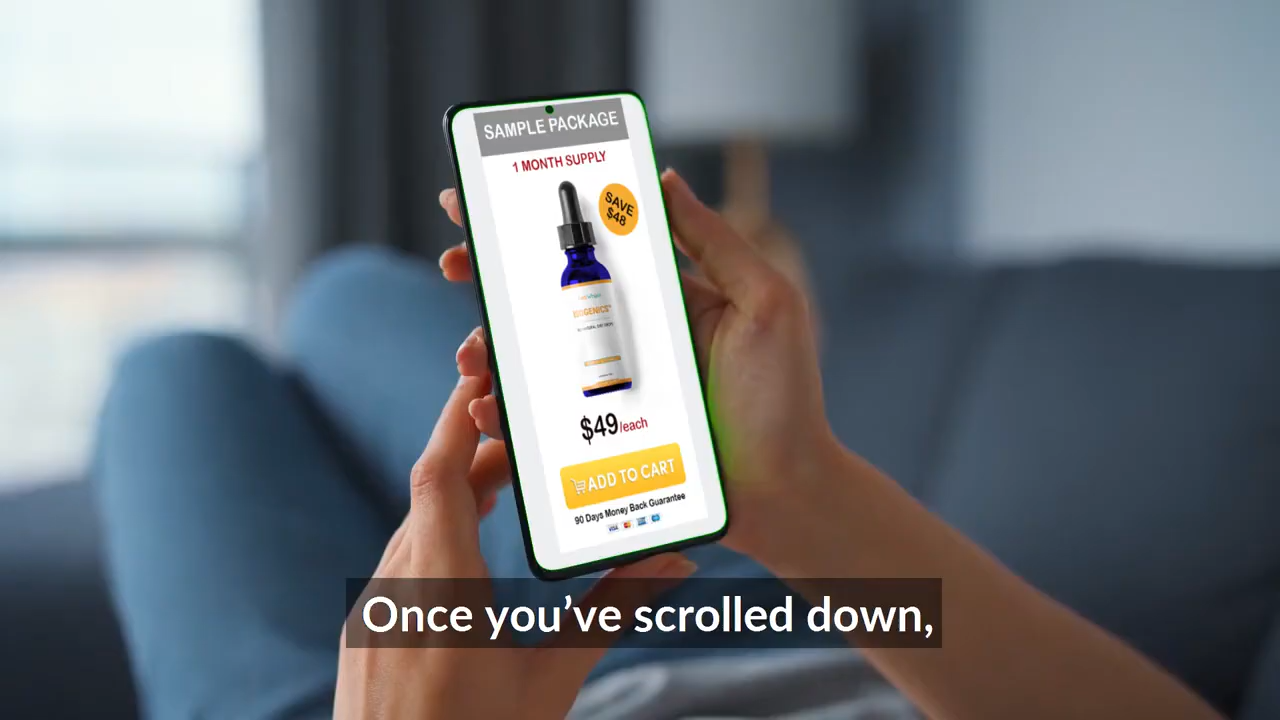 SAMPLE PACKAGE
1 MONTH SUPPLY
SAVE
$48
$49/each
ADD TO CART
90 Days Money Back Guarantee
VISA
Once you’ve scrolled down,